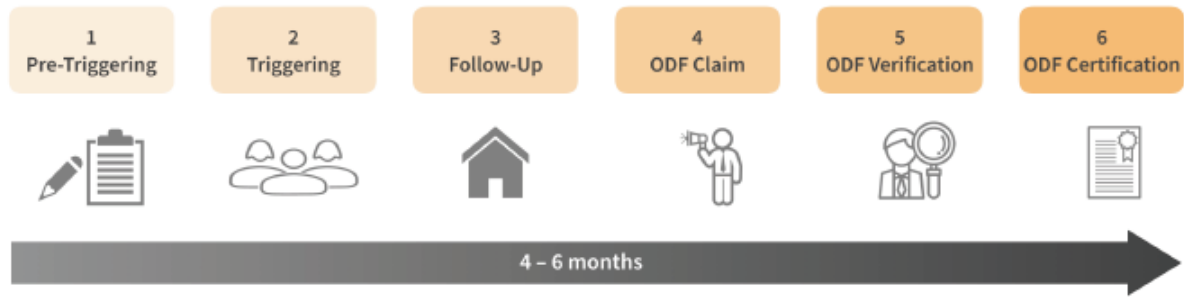 1
Pre-Triggering
2
Triggering
3
Follow-Up
4
ODF Claim
5
ODF Verification
6
ODF Certification
4 – 6 months